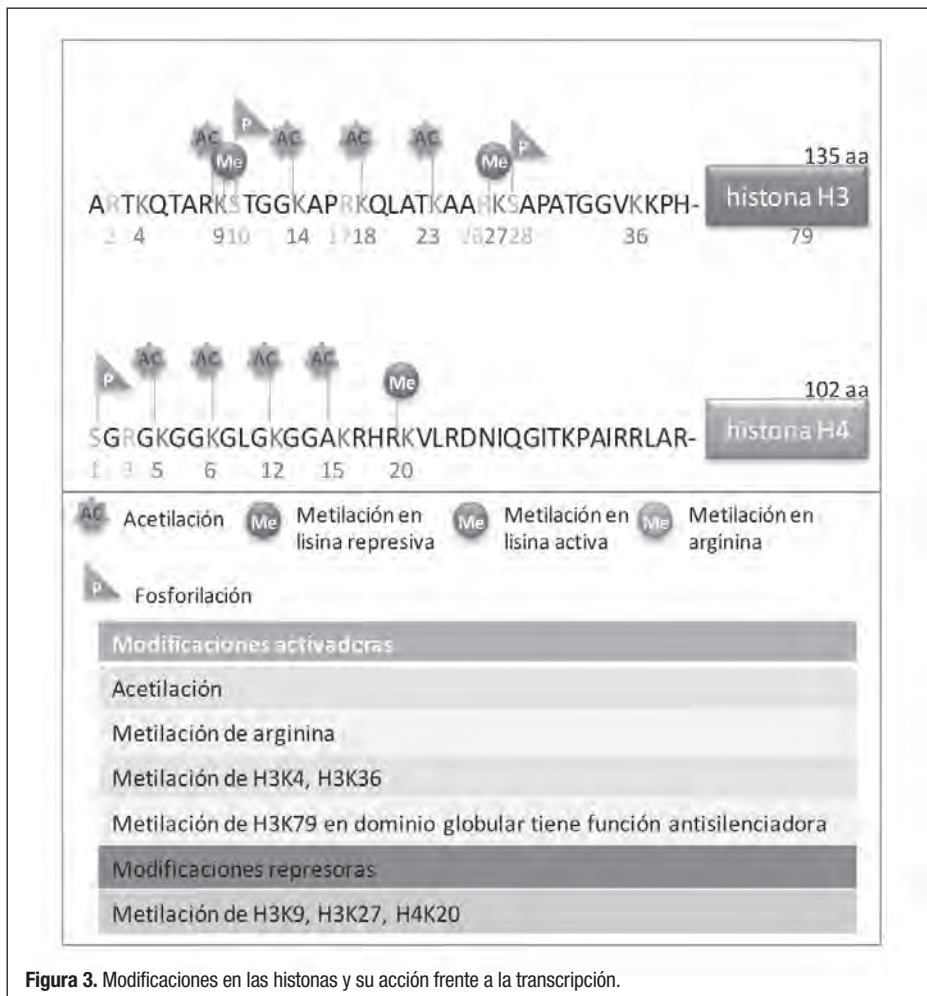 AC P AC AC AC P
Me Me
135 aa
ARTKQTARKSTGGKAPRKQLATKAARKSAPATGGVKKPH- histona H3
2 4 9 10 14 17 18 23 26 27 28 36 79
P AC AC AC AC Me
102 aa
SGRGKGGKGLGKGGAKRHRKVLRDNIQGITKPAIRRLAR- histona H4
1 3 5 6 12 15 20
AC Acetilación Me Metilación en lisina represiva Me Metilación en lisina activa Me Metilación en arginina
P Fosforilación
Modificaciones activadoras
Acetilación
Metilación de arginina
Metilación de H3K4, H3K36
Metilación de H3K79 en dominio globular tiene función antisilenciadora
Modificaciones represoras
Metilación de H3K9, H3K27, H4K20
Figura 3. Modificaciones en las histonas y su acción frente a la transcripción.